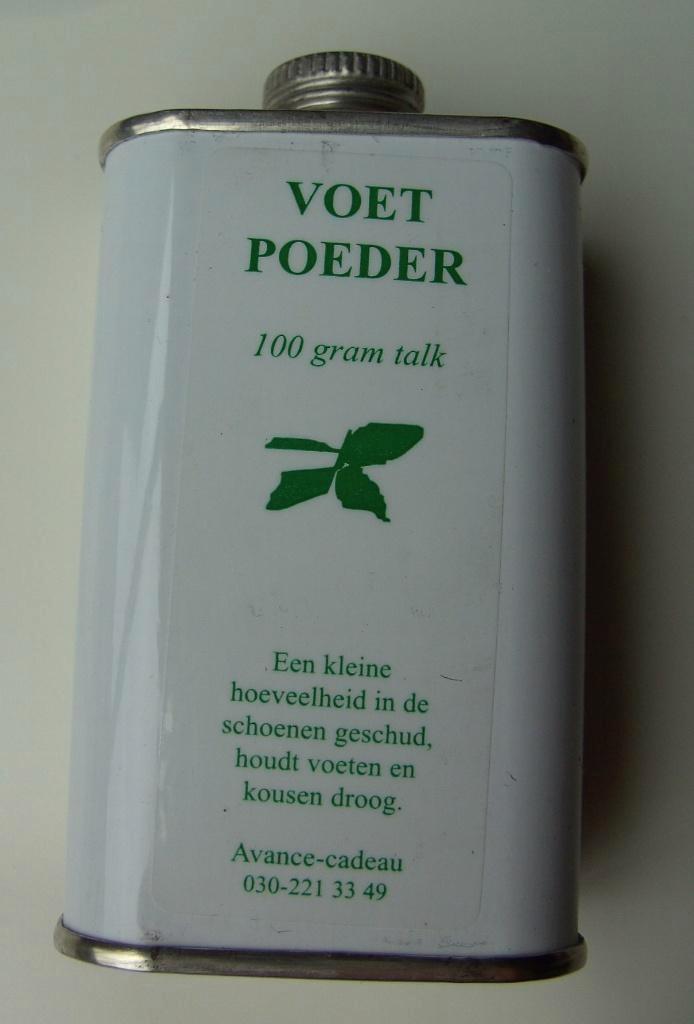 VOET
POEDER
100 gram talk
Een kleine
hoeveelheid in de
schoenen geschud,
houdt voeten en
kousen droog.
Avance-cadeau
030-221 33 49